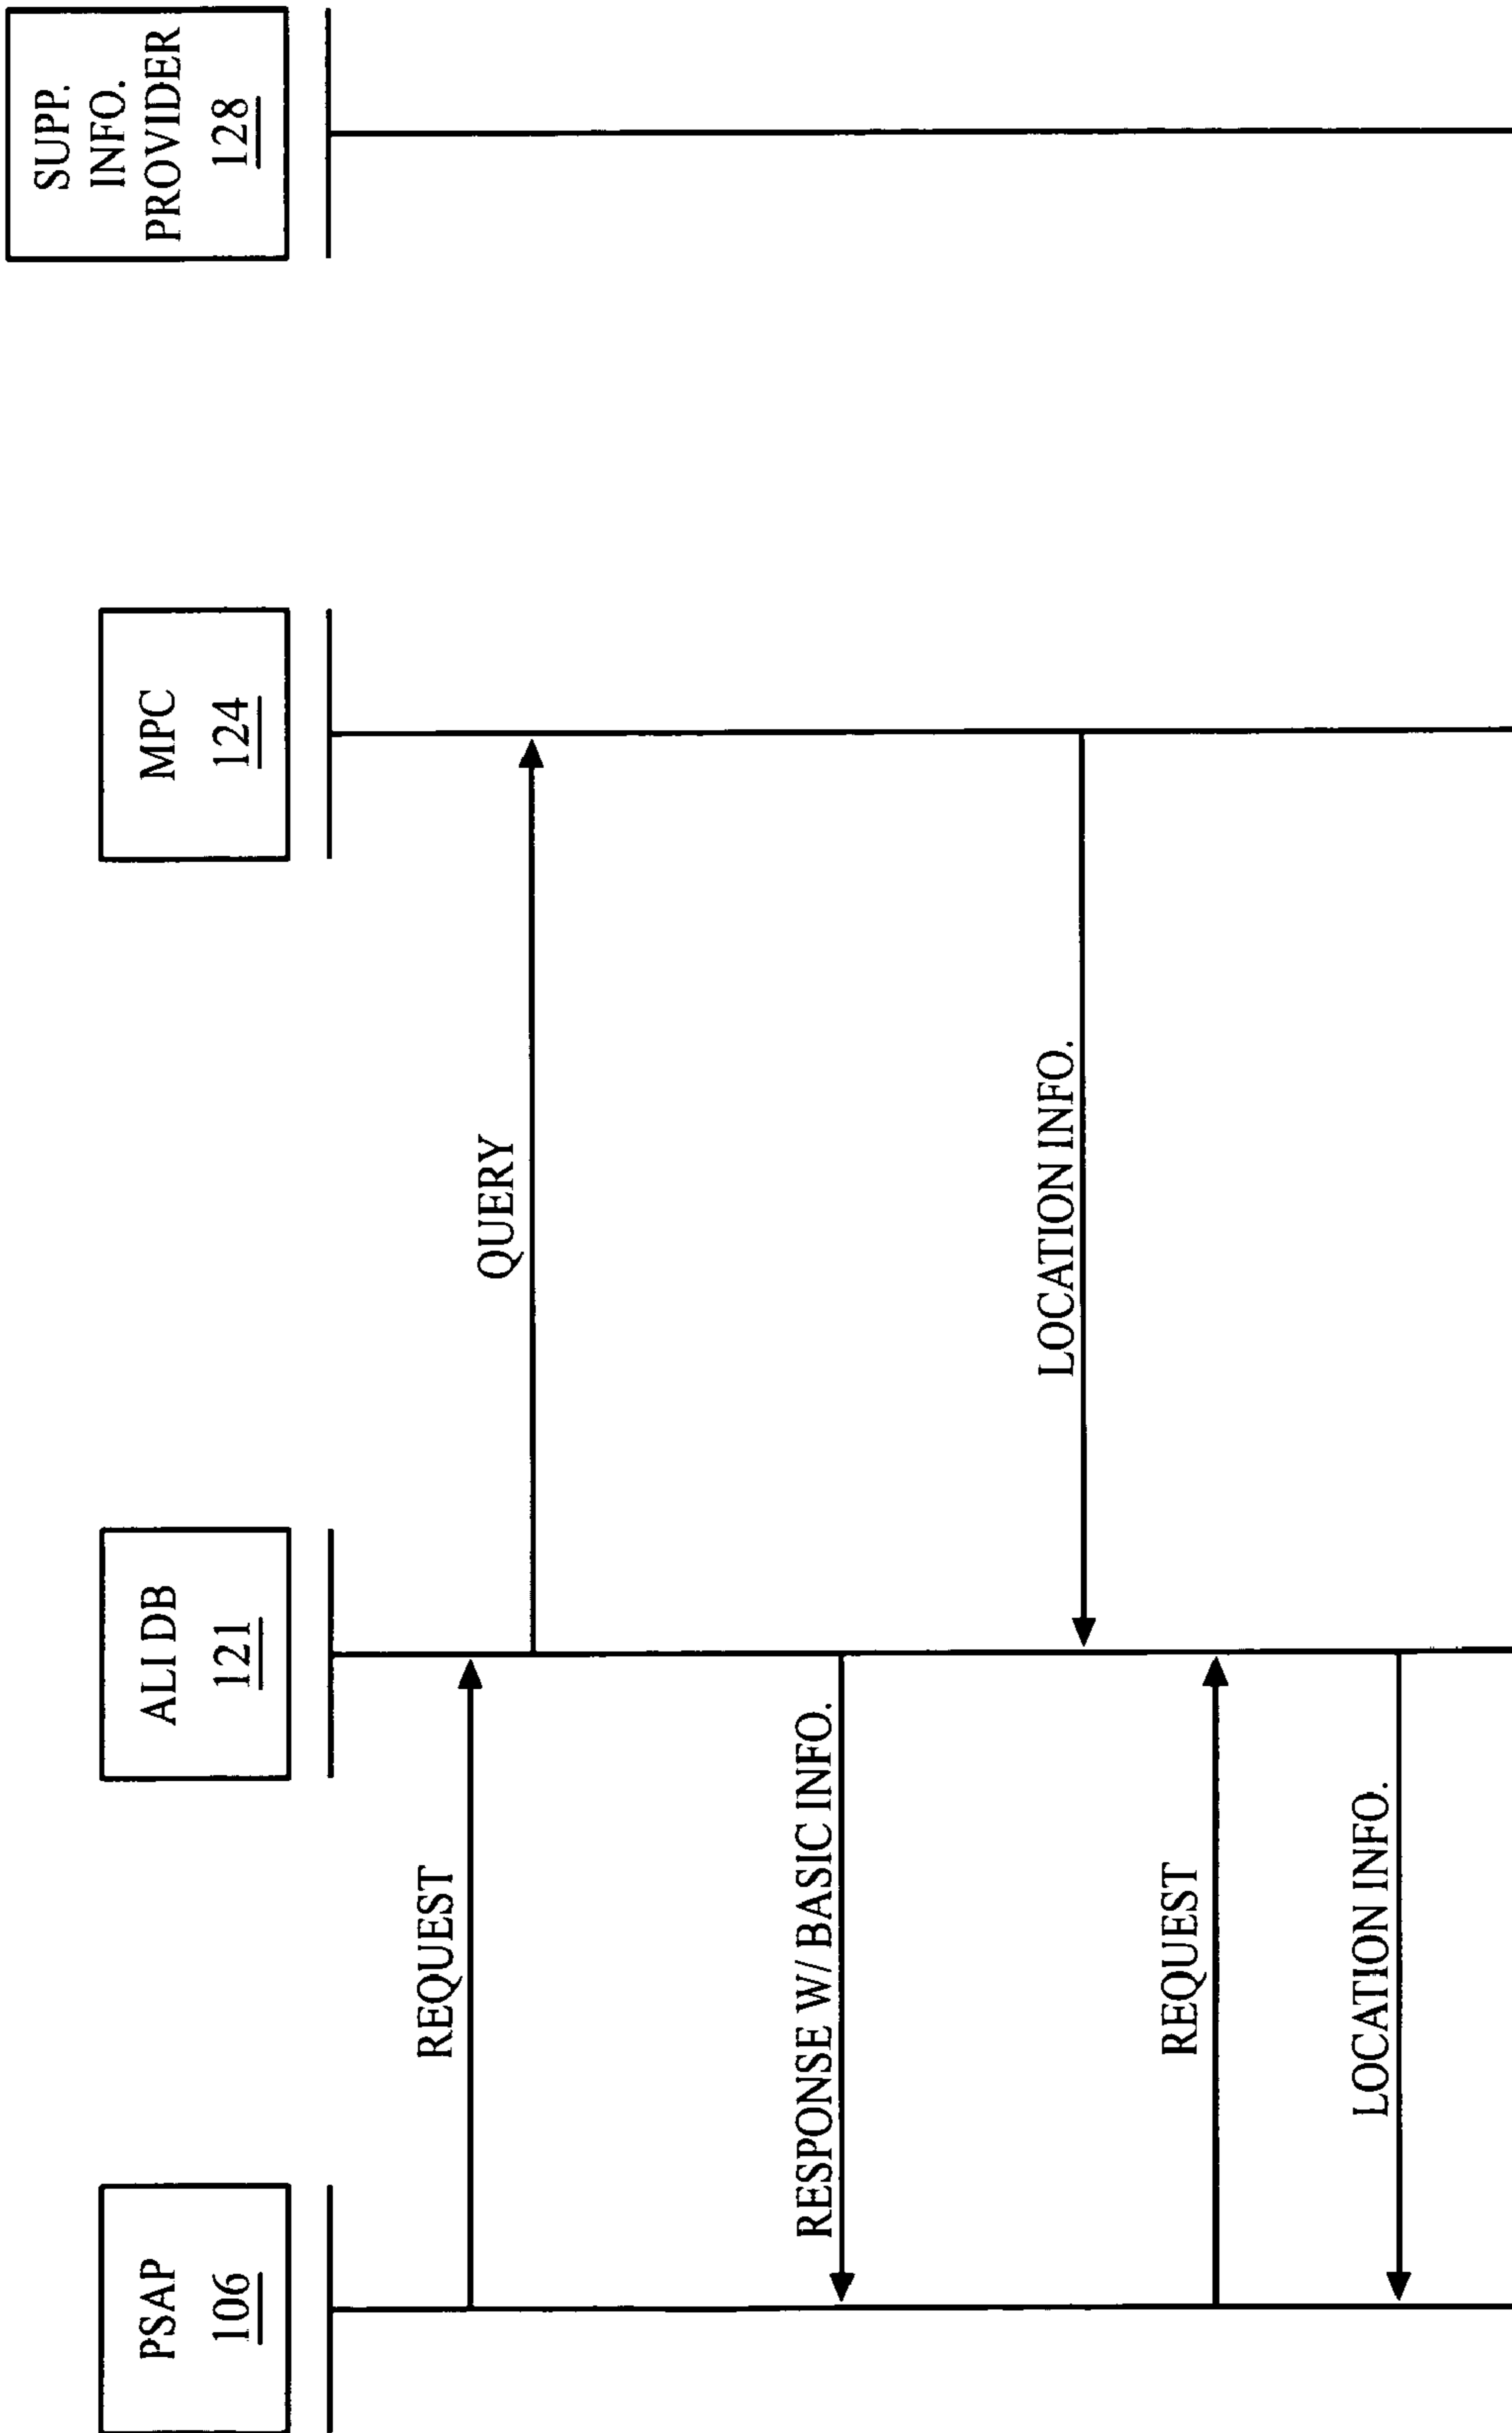 PSAP
106
ALI DB
121
MPC
124
SUPP.
INFO.
PROVIDER
128
REQUEST
QUERY
RESPONSE W/ BASIC INFO.
LOCATION INFO.
REQUEST
LOCATION INFO.